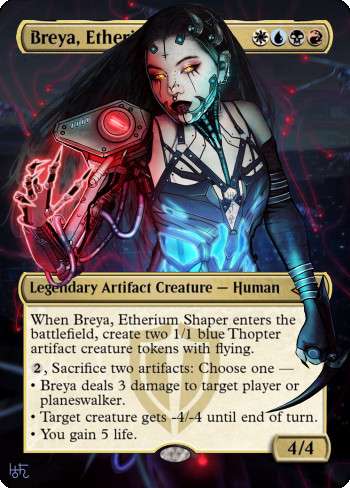 Breya, Etherium
Legendary Artifact Creature — Human
When Breya, Etherium Shaper enters the
battlefield, create two 1/1 blue Thopter
artifact creature tokens with flying.
2, Sacrifice two artifacts: Choose one —
• Breya deals 3 damage to target player or
planeswalker.
• Target creature gets -4/-4 until end of turn.
• You gain 5 life.
4/4